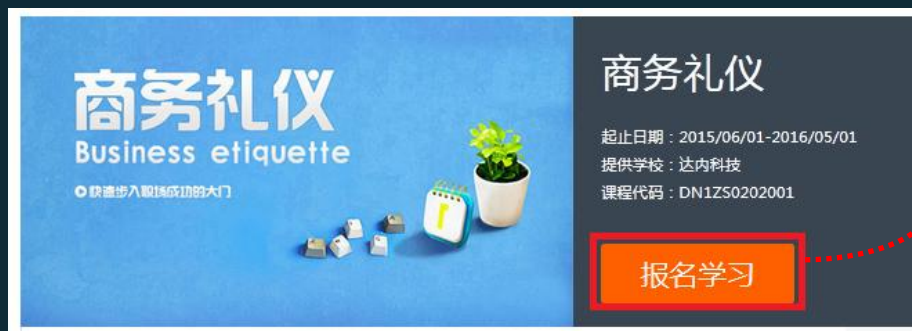 商务礼仪
Business etiquette
快速步入职场成功的大门
商务礼仪
起止日期：2015/06/01-2016/05/01
提供学校：达内科技
课程代码：DN1ZS0202001
报名学习